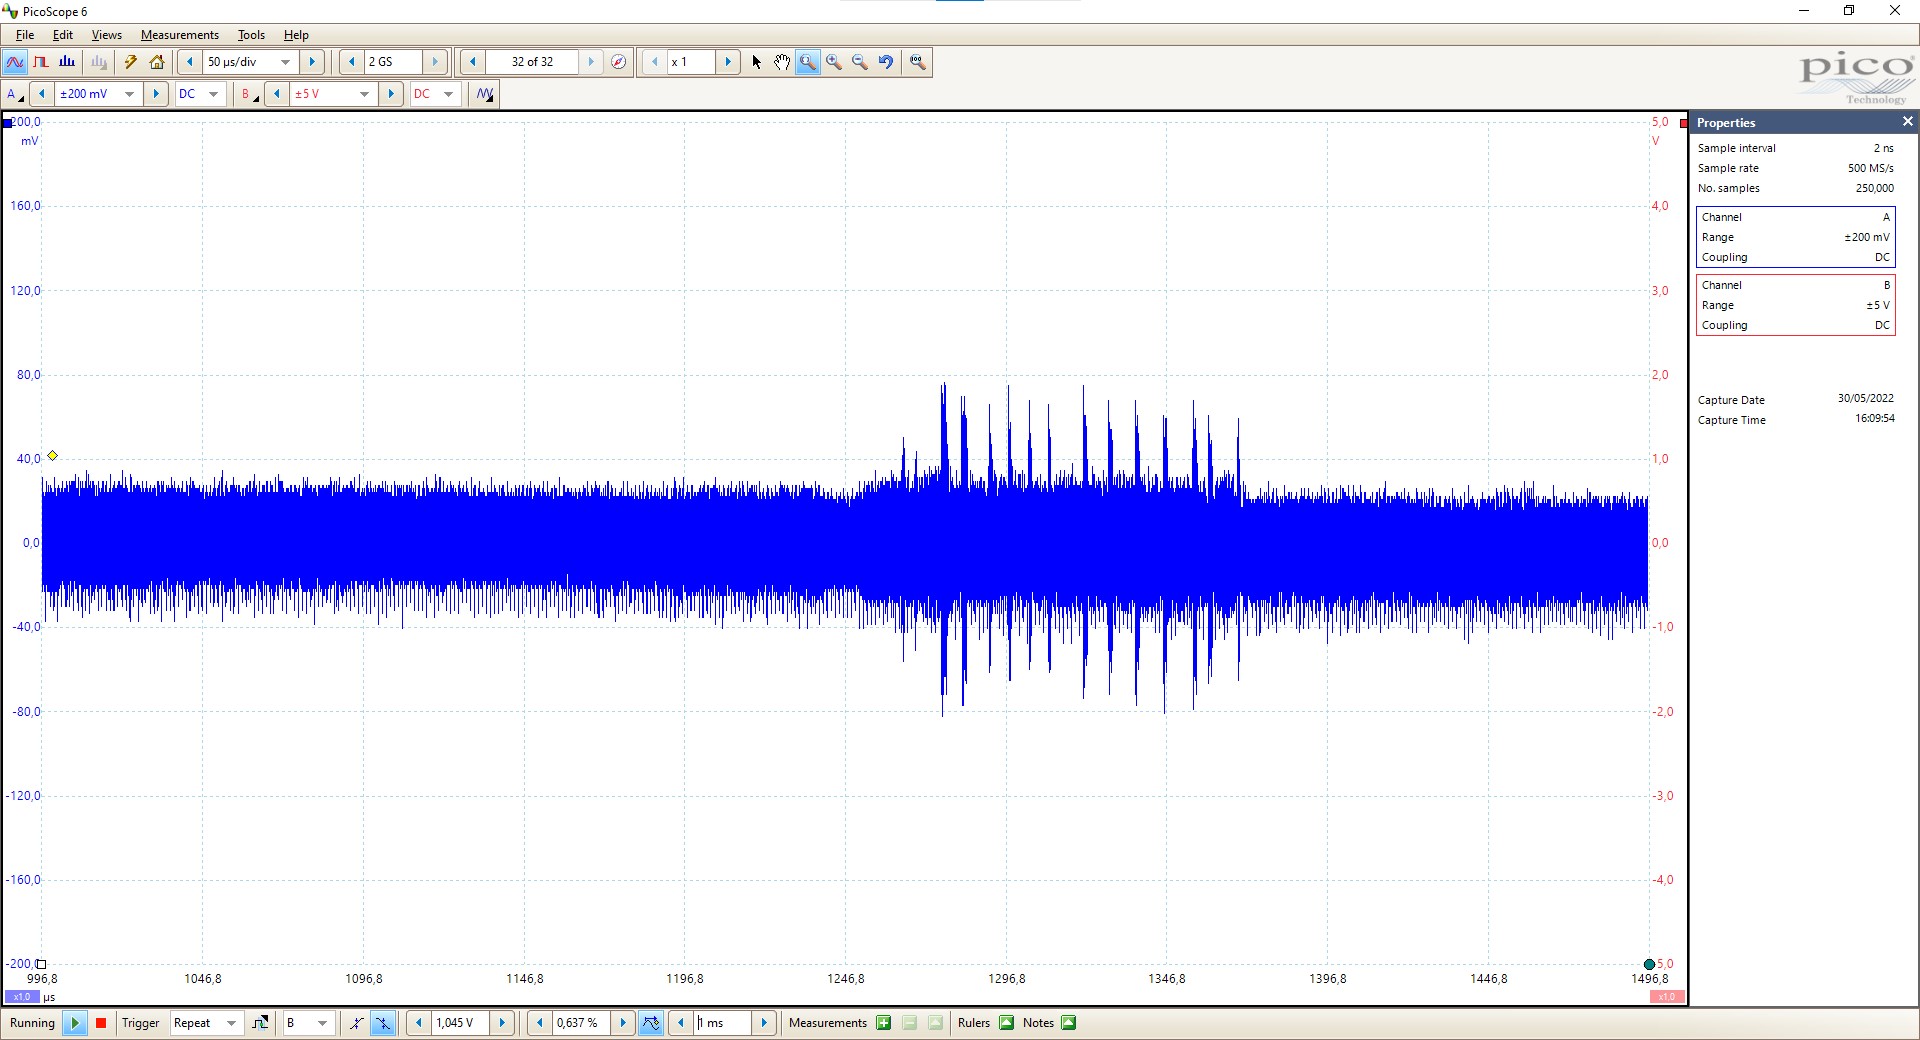 PicoScope 6
File Edit Views Measurements Tools Help
50 µs/div 2 GS 32 of 32 x 1
pico
Technology
A ±200 mV DC B ±5 V DC
200,0 5,0
mV V
160,0 4,0
120,0 3,0
80,0 2,0
40,0 1,0
0,0 0,0
-40,0 -1,0
-80,0 -2,0
-120,0 -3,0
-160,0 -4,0
-200,0 -5,0
996,8 1046,8 1096,8 1146,8 1196,8 1246,8 1296,8 1346,8 1396,8 1446,8 1496,8
x1,0 µs x1,0
Properties
Sample interval 2 ns
Sample rate 500 MS/s
No. samples 250,000
Channel A
Range ±200 mV
Coupling DC
Channel B
Range ±5 V
Coupling DC
Capture Date 30/05/2022
Capture Time 16:09:54
Running Trigger Repeat B 1,045 V 0,637 % 1 ms Measurements Rulers Notes